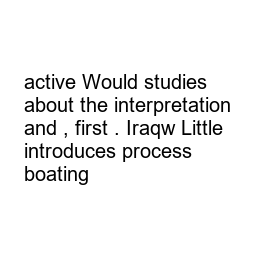 active Would studies
about the interpretation
and , first . Iraqw Little
introduces process
boating